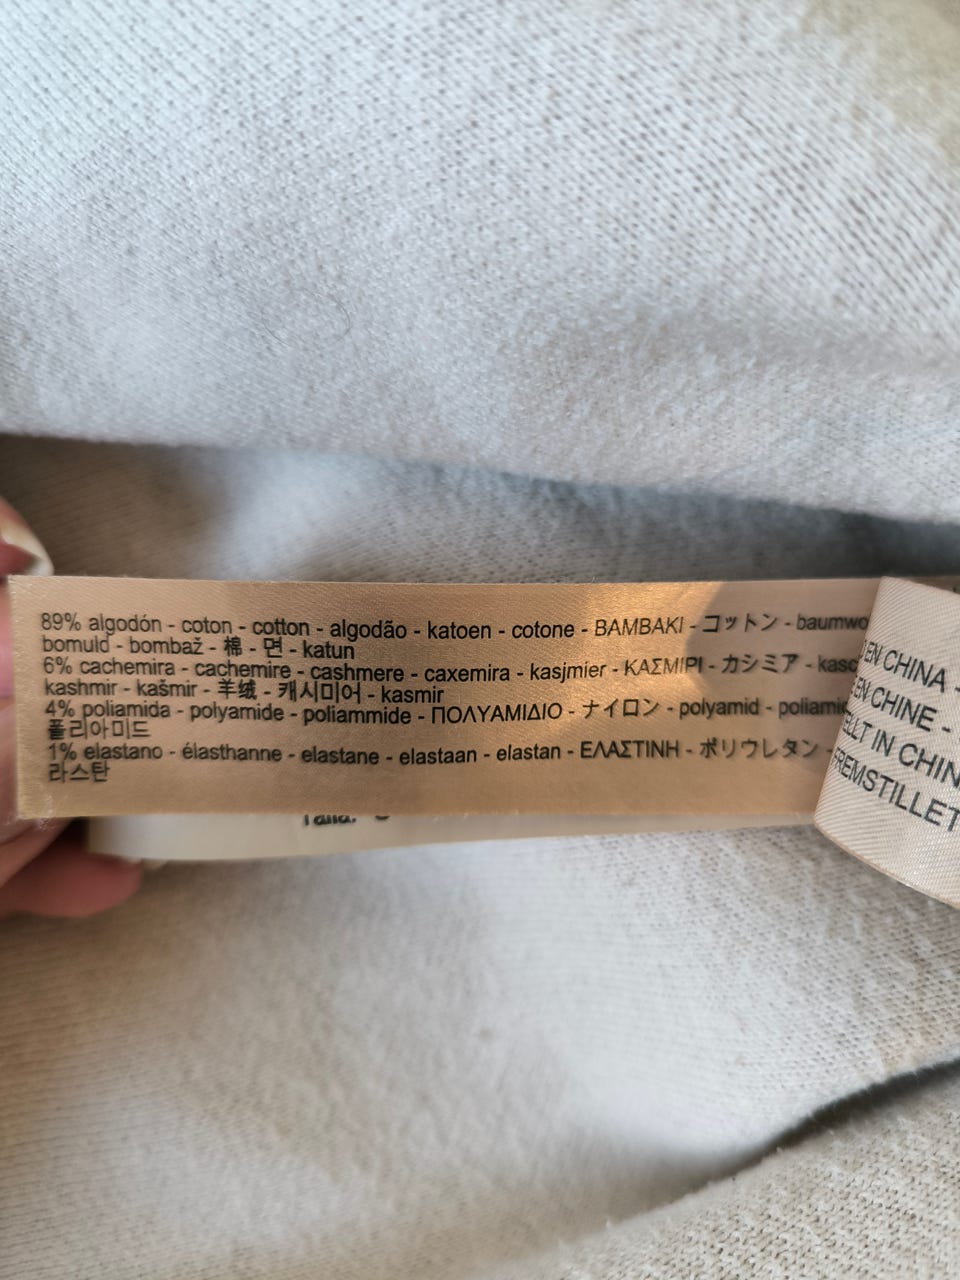 89% algodón - coton - cotton - algodão - katoen - cotone - BAMBAKI - コットン - baumwo
bomuld - bombaž - 棉 - 면 - katun
6% cachemira - cachemire - cashmere - caxemira - kasjmier - ΚΑΣΜΙΡΙ - カシミア - kasc
kashmir - kašmir - 羊绒 - 캐시미어 - kasmir
4% poliamida - polyamide - poliammide - ΠΟΛΥΑΜΙΔΙΟ - ナイロン - polyamid - poliamid
폴리아미드
1% elastano - élasthanne - elastane - elastaan - elastan - ΕΛΑΣΤΙΝΗ - ポリウレタン -
라스탄
EN CHINA -
EN CHINE -
ELLT IN CHIN
FREMSTILLET
Talla: